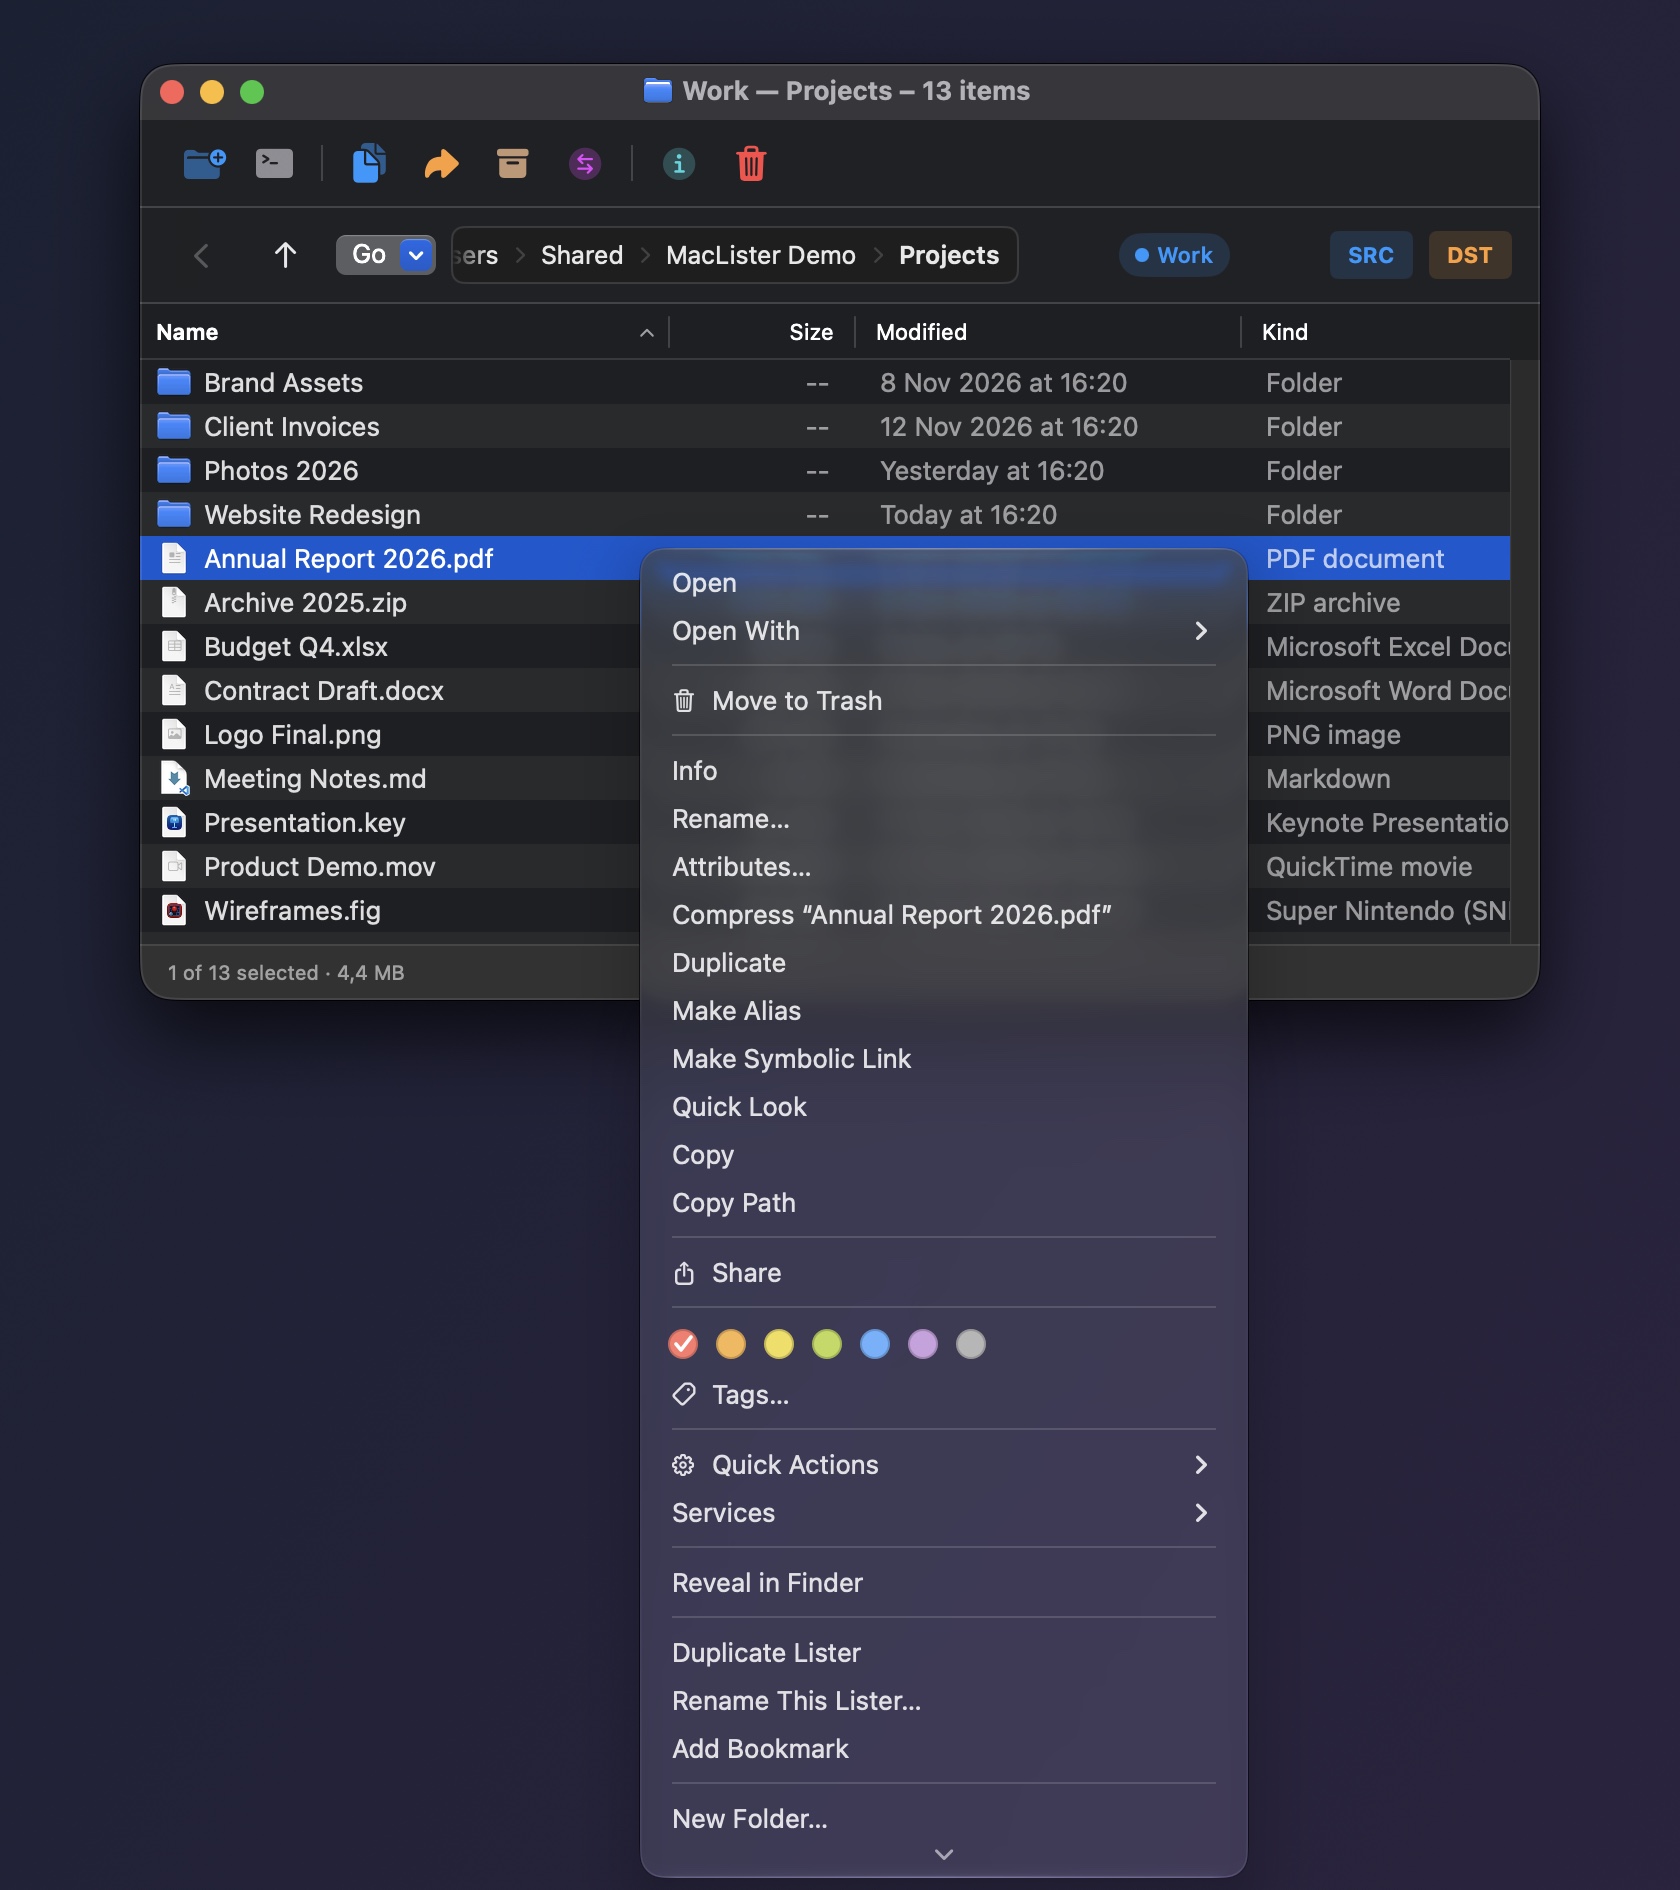 Work — Projects – 13 items
Go
Shared
MacLister Demo
Projects
Work
SRC
DST
Name Size Modified Kind
Brand Assets -- 8 Nov 2026 at 16:20 Folder
Client Invoices -- 12 Nov 2026 at 16:20 Folder
Photos 2026 -- Yesterday at 16:20 Folder
Website Redesign -- Today at 16:20 Folder
Annual Report 2026.pdf PDF document
Archive 2025.zip ZIP archive
Budget Q4.xlsx Microsoft Excel
Contract Draft.docx Microsoft Word
Logo Final.png PNG image
Meeting Notes.md Markdown
Presentation.key Keynote
Product Demo.mov QuickTime movie
Wireframes.fig Super Nintendo
1 of 13 selected · 4,4 MB
Open
Open With
Move to Trash
Info
Rename...
Attributes...
Compress “Annual Report 2026.pdf”
Duplicate
Make Alias
Make Symbolic Link
Quick Look
Copy
Copy Path
Share
Tags...
Quick Actions
Services
Reveal in Finder
Duplicate Lister
Rename This Lister...
Add Bookmark
New Folder...